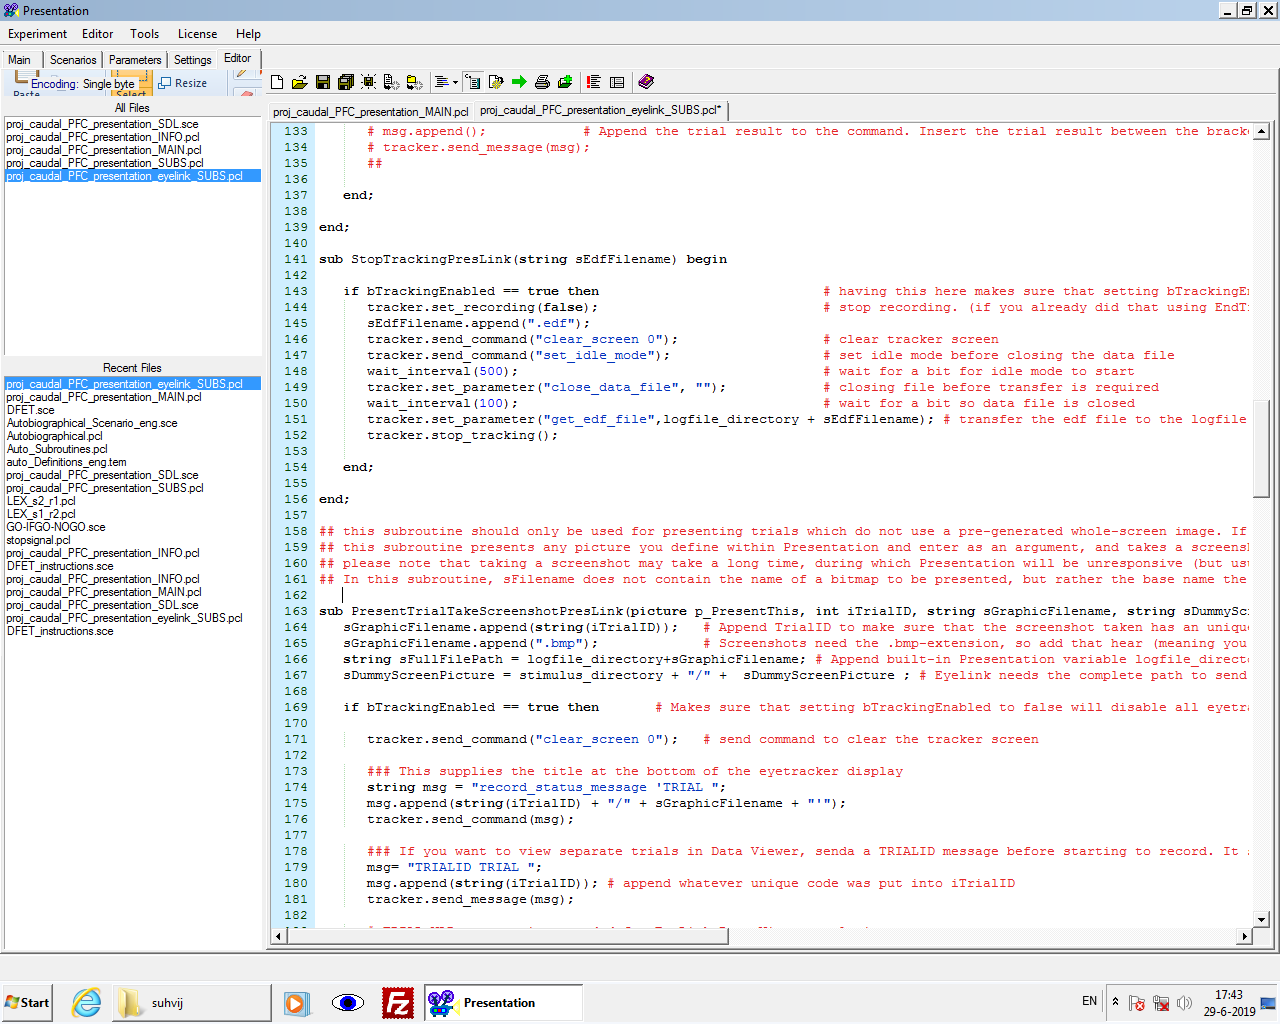 Presentation
Experiment Editor Tools License Help
Main Scenarios Parameters Settings Editor
Encoding: Single byte Resize
Select
All Files
proj_caudal_PFC_presentation_SDL.sce
proj_caudal_PFC_presentation_INFO.pcl
proj_caudal_PFC_presentation_MAIN.pcl
proj_caudal_PFC_presentation_SUBS.pcl
proj_caudal_PFC_presentation_eyelink_SUBS.pcl
Recent Files
proj_caudal_PFC_presentation_eyelink_SUBS.pcl
proj_caudal_PFC_presentation_MAIN.pcl
DFET.sce
Autobiographical_Scenario_eng.sce
Autobiographical.pcl
Auto_Subroutines.pcl
auto_Definitions_eng.tem
proj_caudal_PFC_presentation_SDL.sce
proj_caudal_PFC_presentation_SUBS.pcl
LEX_s2_r1.pcl
LEX_s1_r2.pcl
GO-IFGO-NOGO.sce
stopsignal.pcl
proj_caudal_PFC_presentation_INFO.pcl
DFET_instructions.sce
proj_caudal_PFC_presentation_INFO.pcl
proj_caudal_PFC_presentation_MAIN.pcl
proj_caudal_PFC_presentation_SDL.sce
proj_caudal_PFC_presentation_eyelink_SUBS.pcl
DFET_instructions.sce
proj_caudal_PFC_presentation_MAIN.pcl proj_caudal_PFC_presentation_eyelink_SUBS.pcl*
133 # msg.append(); # Append the trial result to the command. Insert the trial result between the bracke
134 # tracker.send_message(msg);
135 ##
136
137 end;
138
139 end;
140
141 sub StopTrackingPresLink(string sEdfFilename) begin
142
143 if bTrackingEnabled == true then # having this here makes sure that setting bTrackingEn
144 tracker.set_recording(false); # stop recording. (if you already did that using EndTr
145 sEdfFilename.append(".edf");
146 tracker.send_command("clear_screen 0"); # clear tracker screen
147 tracker.send_command("set_idle_mode"); # set idle mode before closing the data file
148 wait_interval(500); # wait for a bit for idle mode to start
149 tracker.set_parameter("close_data_file", ""); # closing file before transfer is required
150 wait_interval(100); # wait for a bit so data file is closed
151 tracker.set_parameter("get_edf_file",logfile_directory + sEdfFilename); # transfer the edf file to the logfile
152 tracker.stop_tracking();
153
154 end;
155
156 end;
157
158 ## this subroutine should only be used for presenting trials which do not use a pre-generated whole-screen image. If
159 ## this subroutine presents any picture you define within Presentation and enter as an argument, and takes a screensh
160 ## please note that taking a screenshot may take a long time, during which Presentation will be unresponsive (but usu
161 ## In this subroutine, sFilename does not contain the name of a bitmap to be presented, but rather the base name the
162
163 sub PresentTrialTakeScreenshotPresLink(picture p_PresentThis, int iTrialID, string sGraphicFilename, string sDummySc
164 sGraphicFilename.append(string(iTrialID)); # Append TrialID to make sure that the screenshot taken has an uniqu
165 sGraphicFilename.append(".bmp"); # Screenshots need the .bmp-extension, so add that hear (meaning you
166 string sFullFilePath = logfile_directory+sGraphicFilename; # Append built-in Presentation variable logfile_direct
167 sDummyScreenPicture = stimulus_directory + "/" + sDummyScreenPicture ; # Eyelink needs the complete path to send
168
169 if bTrackingEnabled == true then # Makes sure that setting bTrackingEnabled to false will disable all eyetra
170
171 tracker.send_command("clear_screen 0"); # send command to clear the tracker screen
172
173 ### This supplies the title at the bottom of the eyetracker display
174 string msg = "record_status_message 'TRIAL ";
175 msg.append(string(iTrialID) + "/" + sGraphicFilename + "'");
176 tracker.send_command(msg);
177
178 ### If you want to view separate trials in Data Viewer, senda a TRIALID message before starting to record. It s
179 msg= "TRIALID TRIAL ";
180 msg.append(string(iTrialID)); # append whatever unique code was put into iTrialID
181 tracker.send_message(msg);
182
Start suhvij Presentation EN 17:43
29-6-2019